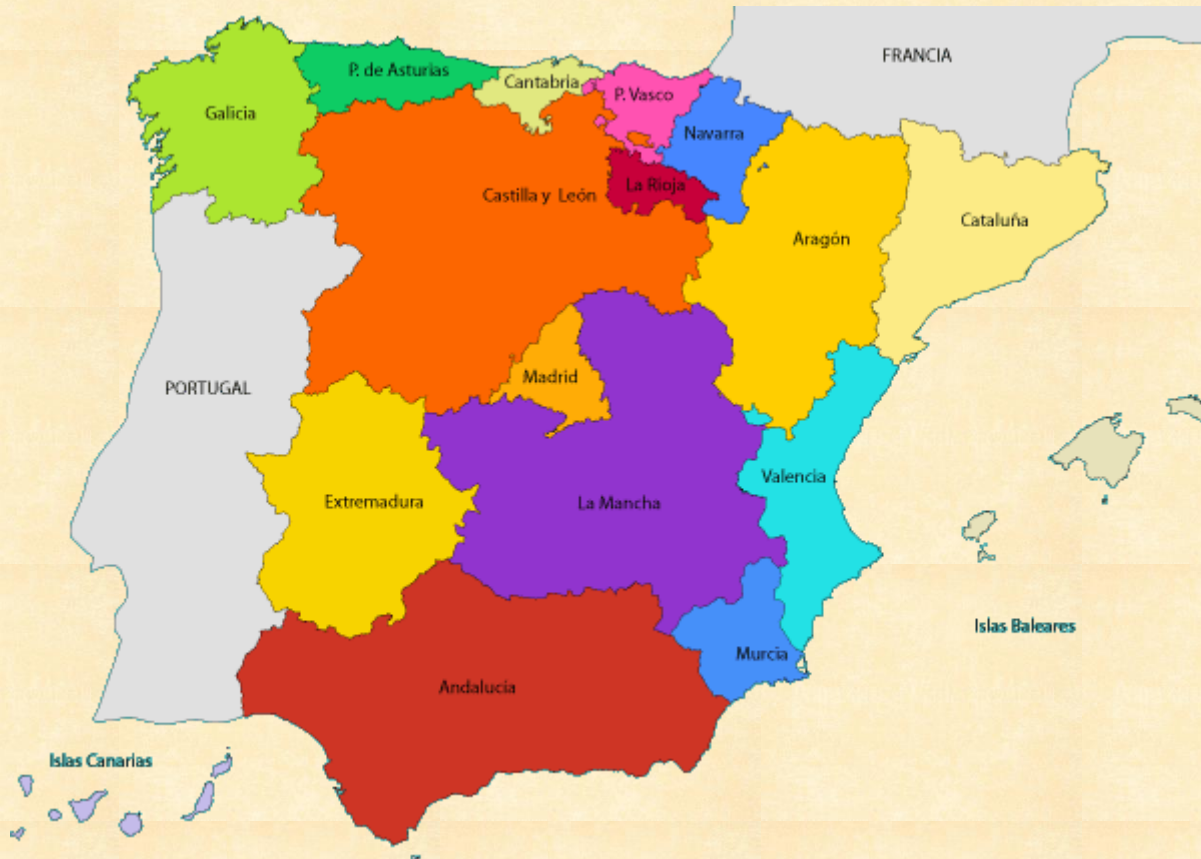 FRANCIA
P. de Asturias
Cantabria
P. Vasco
Galicia
Navarra
La Rioja
Castilla y León
Cataluña
Aragón
Madrid
PORTUGAL
Valencia
Extremadura
La Mancha
Islas Baleares
Murcia
Andalucía
Islas Canarias